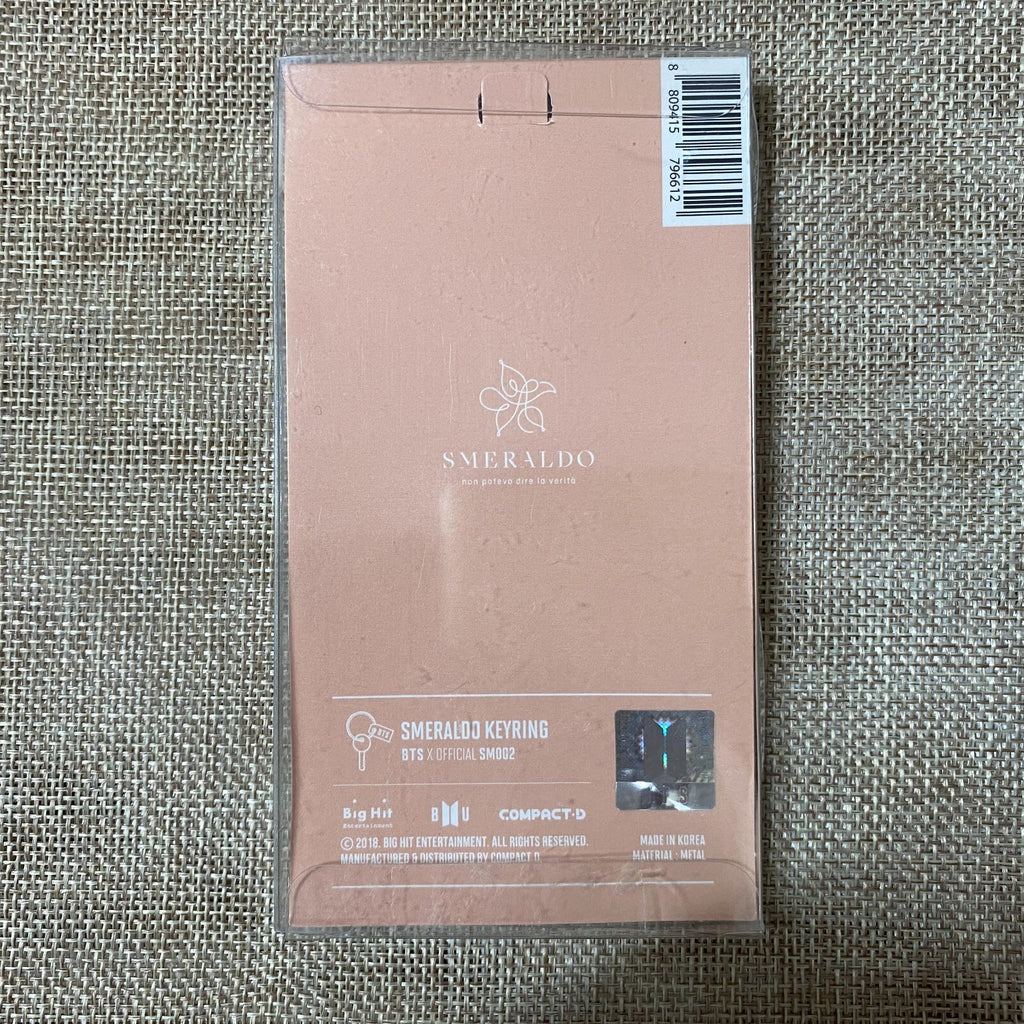 8 809415 796612
SMERALDO
non potevo dire la verità
BTS
SMERALDO KEYRING
BTS X OFFICIAL SM002
Big Hit
Entertainment
B U
COMPACT·D
© 2018. BIG HIT ENTERTAINMENT. ALL RIGHTS RESERVED.
MANUFACTURED & DISTRIBUTED BY COMPACT D.
MADE IN KOREA
MATERIAL : METAL